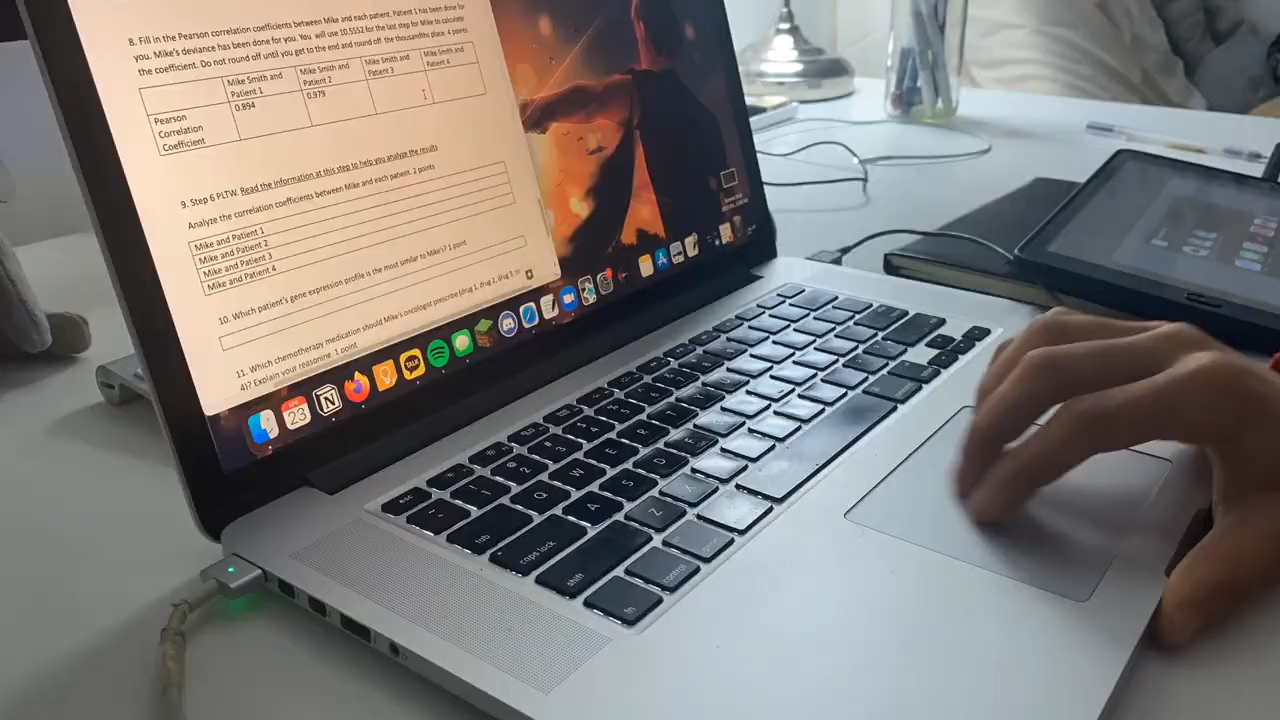 8. Fill in the Pearson correlation coefficients between Mike and each patient. Patient 1 has been done for
you. Mike's deviance has been done for you. You will use 10.5552 for the last step for Mike to calculate
the coefficient. Do not round off until you get to the end and round off the thousandths place. 4 points
Mike Smith and Patient 1
Mike Smith and Patient 2
Mike Smith and Patient 3
Mike Smith and Patient 4
Pearson
Correlation
Coefficient
0.894
0.979
9. Step 6 PLTW. Read the information at this step to help you analyze the results
Analyze the correlation coefficients between Mike and each patient. 2 points
Mike and Patient 1
Mike and Patient 2
Mike and Patient 3
Mike and Patient 4
10. Which patient's gene expression profile is the most similar to Mike's? 1 point
11. Which chemotherapy medication should Mike's oncologist prescribe (drug 1, drug 2, drug 3, or
4)? Explain your reasoning. 1 point
APR
23
N
TALK
esc
tab
caps lock
shift
fn
control
option
1
2
3
4
5
6
7
Q
W
E
R
A
S
D
F
Z
X